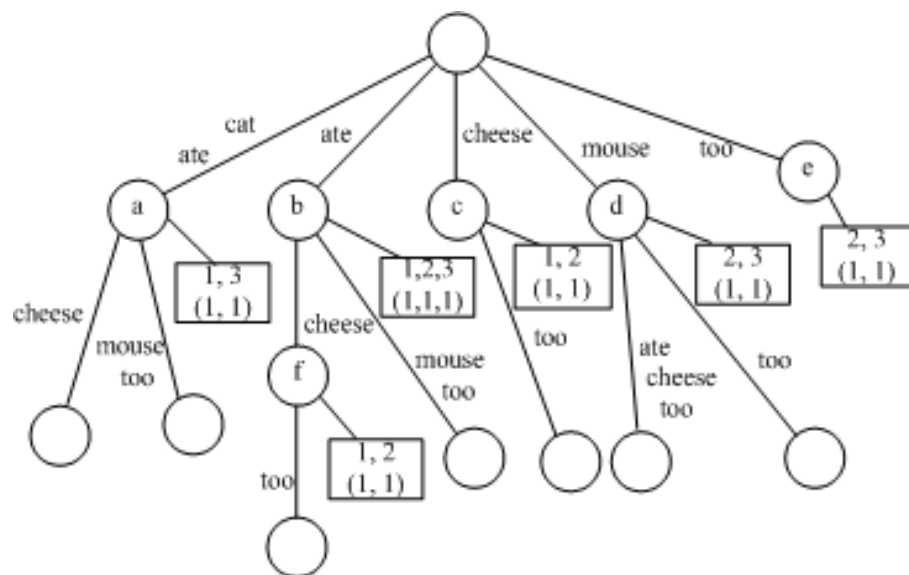 cat
ate
ate
cheese
mouse
too
e
a
b
c
d
2, 3
(1, 1)
1, 3
(1, 1)
1,2,3
(1,1,1)
1, 2
(1, 1)
2, 3
(1, 1)
cheese
cheese
mouse
too
mouse
too
too
ate
cheese
too
too
f
1, 2
(1, 1)
too